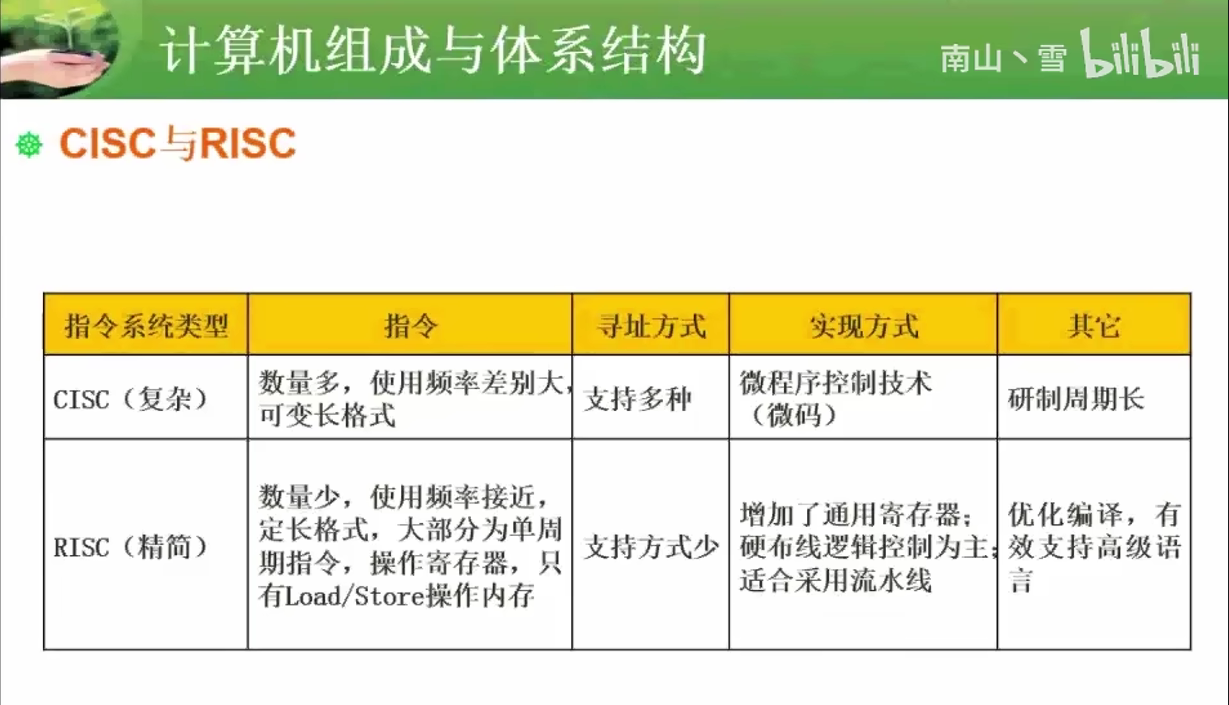 计算机组成与体系结构
南山丶雪 bilibili
CISC与RISC
指令系统类型 指令 寻址方式 实现方式 其它
CISC（复杂）
数量多，使用频率差别大，
可变长格式
支持多种
微程序控制技术
（微码）
研制周期长
RISC（精简）
数量少，使用频率接近，
定长格式，大部分为单周
期指令，操作寄存器，只
有Load/Store操作内存
支持方式少
增加了通用寄存器；
硬布线逻辑控制为主；
适合采用流水线
优化编译，有
效支持高级语
言